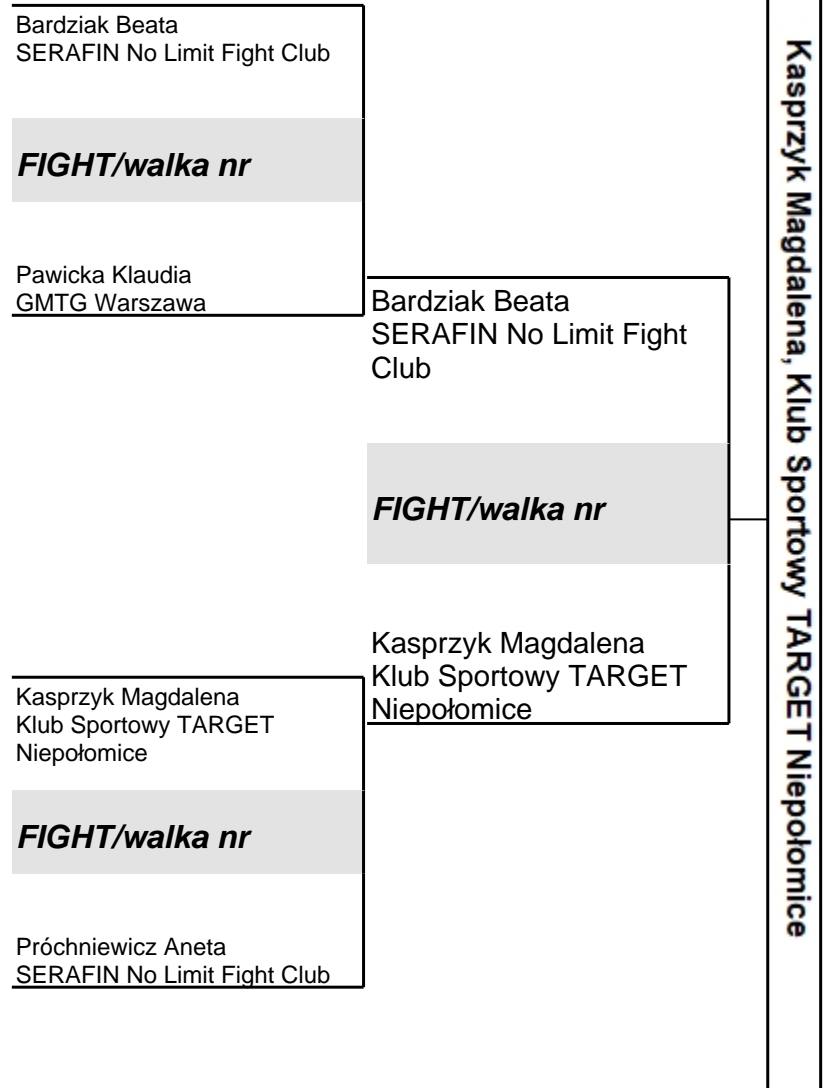 Bardziak Beata
SERAFIN No Limit Fight Club
FIGHT/walka nr
Pawicka Klaudia
GMTG Warszawa
Bardziak Beata
SERAFIN No Limit Fight
Club
FIGHT/walka nr
Kasprzyk Magdalena
Klub Sportowy TARGET
Niepołomice
Kasprzyk Magdalena
Klub Sportowy TARGET
Niepołomice
FIGHT/walka nr
Próchniewicz Aneta
SERAFIN No Limit Fight Club
Kasprzyk Magdalena, Klub Sportowy TARGET Niepołomice